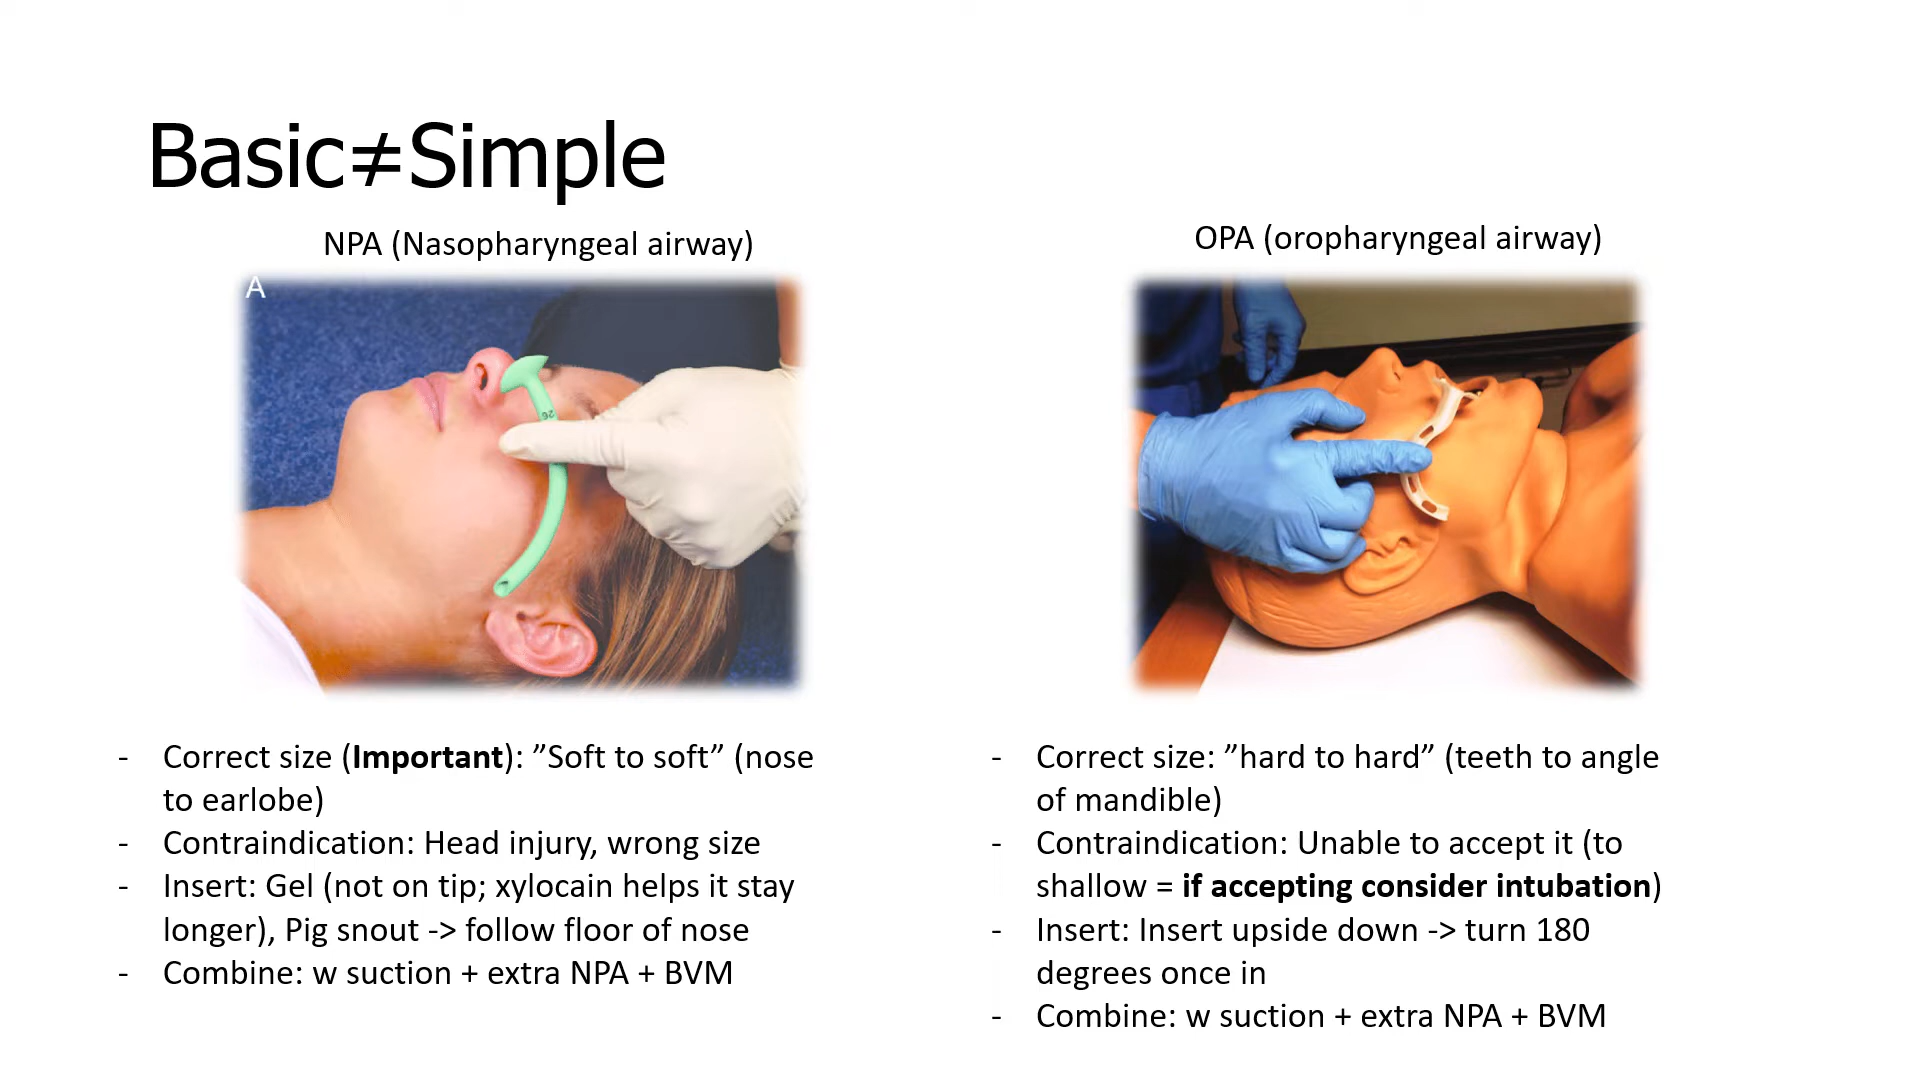 Basic≠Simple
NPA (Nasopharyngeal airway)
A
26
- Correct size (Important): ”Soft to soft” (nose
to earlobe)
- Contraindication: Head injury, wrong size
- Insert: Gel (not on tip; xylocain helps it stay
longer), Pig snout -> follow floor of nose
- Combine: w suction + extra NPA + BVM
OPA (oropharyngeal airway)
- Correct size: ”hard to hard” (teeth to angle
of mandible)
- Contraindication: Unable to accept it (to
shallow = if accepting consider intubation)
- Insert: Insert upside down -> turn 180
degrees once in
- Combine: w suction + extra NPA + BVM